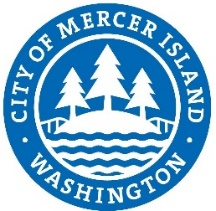 CITY OF MERCER ISLAND
WASHINGTON